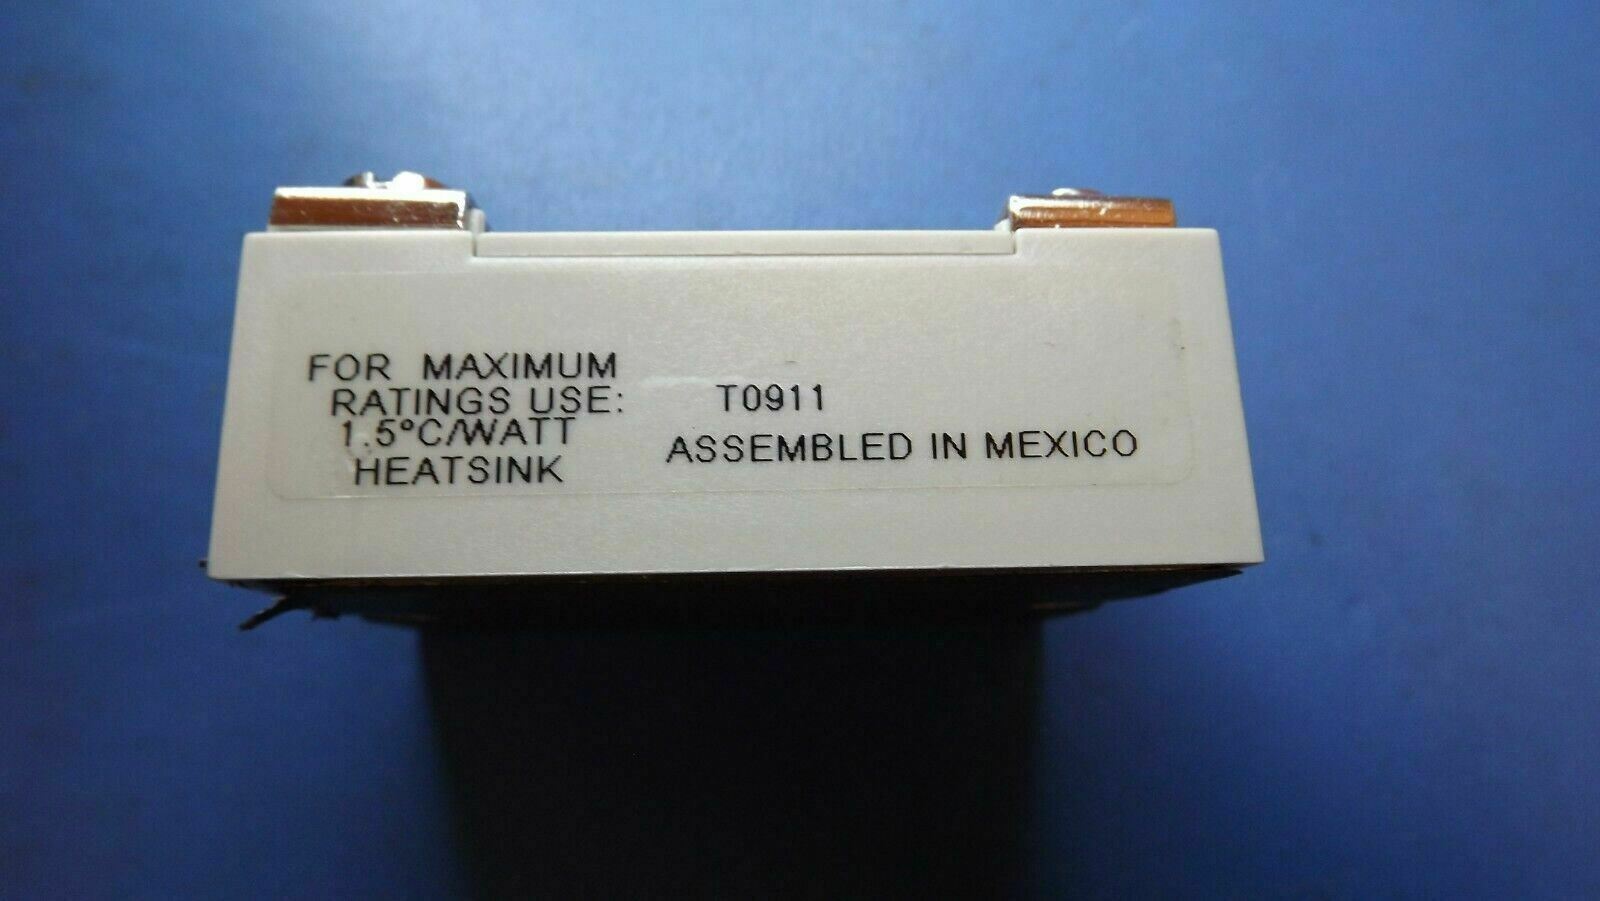 FOR MAXIMUM
RATINGS USE:
1.5°C/WATT
HEATSINK
T0911
ASSEMBLED IN MEXICO